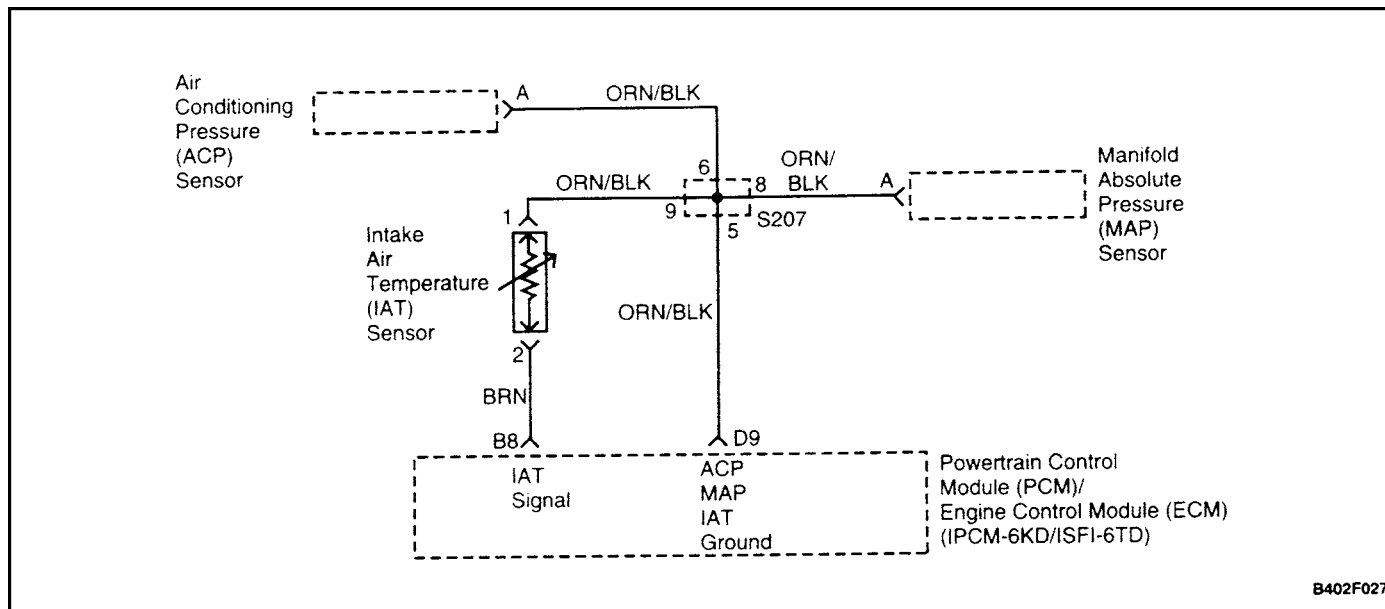 Air
Conditioning
Pressure
(ACP)
Sensor
A
ORN/BLK
6
ORN/
BLK
8
A
Manifold
Absolute
Pressure
(MAP)
Sensor
ORN/BLK
9
S207
5
1
Intake
Air
Temperature
(IAT)
Sensor
ORN/BLK
2
BRN
B8
D9
IAT
Signal
ACP
MAP
IAT
Ground
Powertrain Control
Module (PCM)/
Engine Control Module (ECM)
(IPCM-6KD/ISFI-6TD)
B402F027